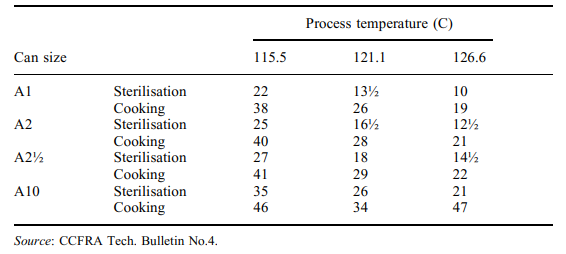 Process temperature (C)
Can size 115.5 121.1 126.6
A1 Sterilisation 22 13½ 10
Cooking 38 26 19
A2 Sterilisation 25 16½ 12½
Cooking 40 28 21
A2½ Sterilisation 27 18 14½
Cooking 41 29 22
A10 Sterilisation 35 26 21
Cooking 46 34 47
Source: CCFRA Tech. Bulletin No.4.